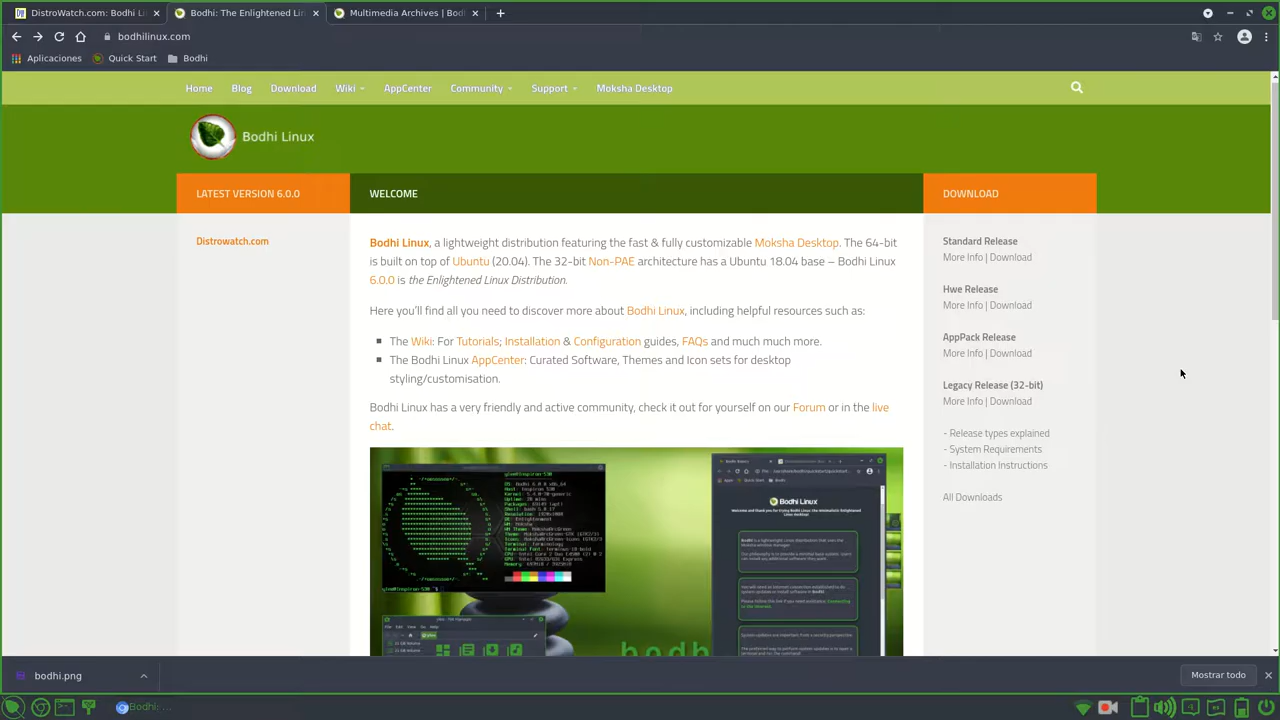 DistroWatch.com: Bodhi Li
Bodhi: The Enlightened Lin
Multimedia Archives | Bodh
bodhilinux.com
Aplicaciones
Quick Start
Bodhi
Home
Blog
Download
Wiki
AppCenter
Community
Support
Moksha Desktop
Bodhi Linux
LATEST VERSION 6.0.0
WELCOME
DOWNLOAD
Distrowatch.com
Bodhi Linux, a lightweight distribution featuring the fast & fully customizable Moksha Desktop. The 64-bit
is built on top of Ubuntu (20.04). The 32-bit Non-PAE architecture has a Ubuntu 18.04 base – Bodhi Linux
6.0.0 is the Enlightened Linux Distribution.
Here you’ll find all you need to discover more about Bodhi Linux, including helpful resources such as:
The Wiki: For Tutorials; Installation & Configuration guides, FAQs and much much more.
The Bodhi Linux AppCenter: Curated Software, Themes and Icon sets for desktop
styling/customisation.
Bodhi Linux has a very friendly and active community, check it out for yourself on our Forum or in the live
chat.
Standard Release
More Info | Download
Hwe Release
More Info | Download
AppPack Release
More Info | Download
Legacy Release (32-bit)
More Info | Download
- Release types explained
- System Requirements
- Installation Instructions
All Downloads
Bodhi Linux
bodh
bodhi.png
Mostrar todo
Bodhi: ...